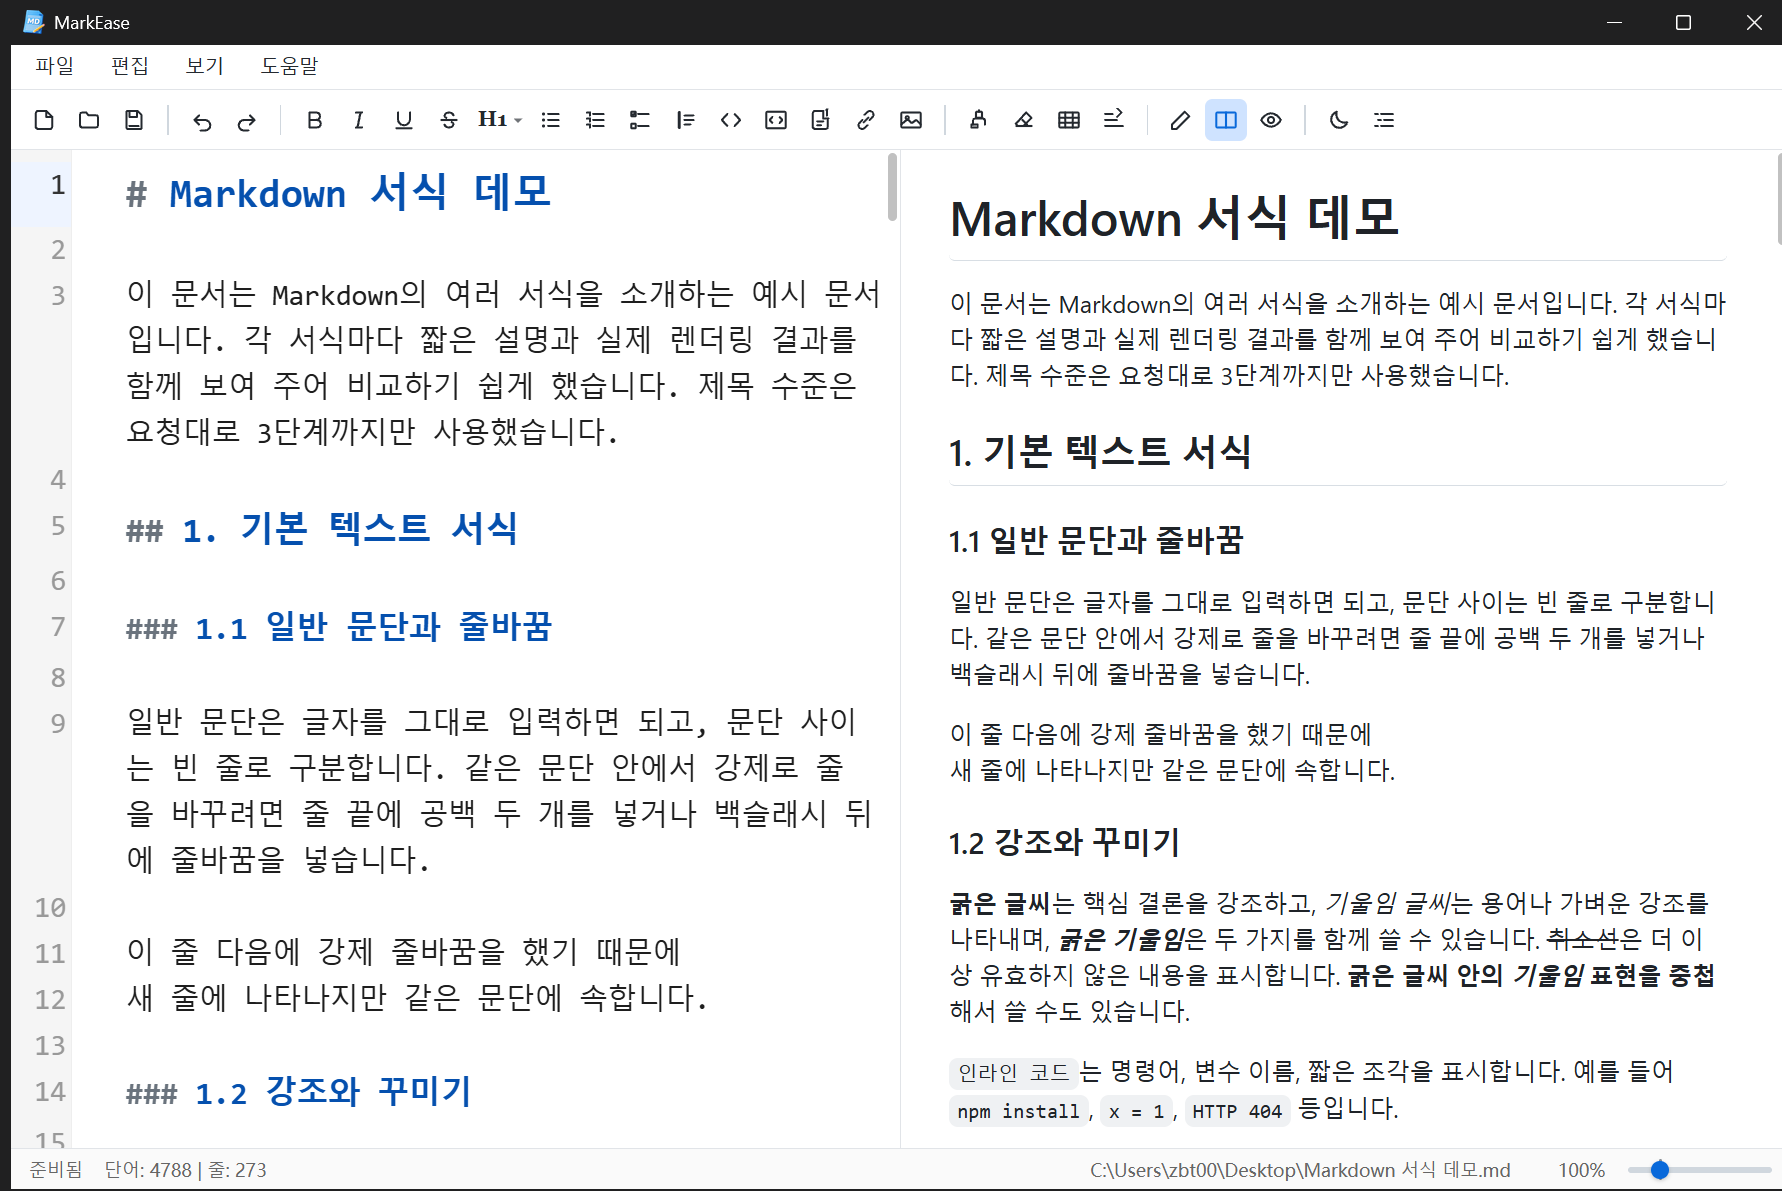 MarkEase
파일 편집 보기 도움말
H1
1 # Markdown 서식 데모
2
3 이 문서는 Markdown의 여러 서식을 소개하는 예시 문서
입니다. 각 서식마다 짧은 설명과 실제 렌더링 결과를
함께 보여 주어 비교하기 쉽게 했습니다. 제목 수준은
요청대로 3단계까지만 사용했습니다.
4
5 ## 1. 기본 텍스트 서식
6
7 ### 1.1 일반 문단과 줄바꿈
8
9 일반 문단은 글자를 그대로 입력하면 되고, 문단 사이
는 빈 줄로 구분합니다. 같은 문단 안에서 강제로 줄
을 바꾸려면 줄 끝에 공백 두 개를 넣거나 백슬래시 뒤
에 줄바꿈을 넣습니다.
10
11 이 줄 다음에 강제 줄바꿈을 했기 때문에
12 새 줄에 나타나지만 같은 문단에 속합니다.
13
14 ### 1.2 강조와 꾸미기
15
Markdown 서식 데모
이 문서는 Markdown의 여러 서식을 소개하는 예시 문서입니다. 각 서식마
다 짧은 설명과 실제 렌더링 결과를 함께 보여 주어 비교하기 쉽게 했습니
다. 제목 수준은 요청대로 3단계까지만 사용했습니다.
1. 기본 텍스트 서식
1.1 일반 문단과 줄바꿈
일반 문단은 글자를 그대로 입력하면 되고, 문단 사이는 빈 줄로 구분합니
다. 같은 문단 안에서 강제로 줄을 바꾸려면 줄 끝에 공백 두 개를 넣거나
백슬래시 뒤에 줄바꿈을 넣습니다.
이 줄 다음에 강제 줄바꿈을 했기 때문에
새 줄에 나타나지만 같은 문단에 속합니다.
1.2 강조와 꾸미기
굵은 글씨는 핵심 결론을 강조하고, 기울임 글씨는 용어나 가벼운 강조를
나타내며, 굵은 기울임은 두 가지를 함께 쓸 수 있습니다. 취소선은 더 이
상 유효하지 않은 내용을 표시합니다. 굵은 글씨 안의 기울임 표현을 중첩
해서 쓸 수도 있습니다.
인라인 코드는 명령어, 변수 이름, 짧은 조각을 표시합니다. 예를 들어
npm install, x = 1, HTTP 404 등입니다.
준비됨 단어: 4788 | 줄: 273 C:\Users\zbt00\Desktop\Markdown 서식 데모.md 100%